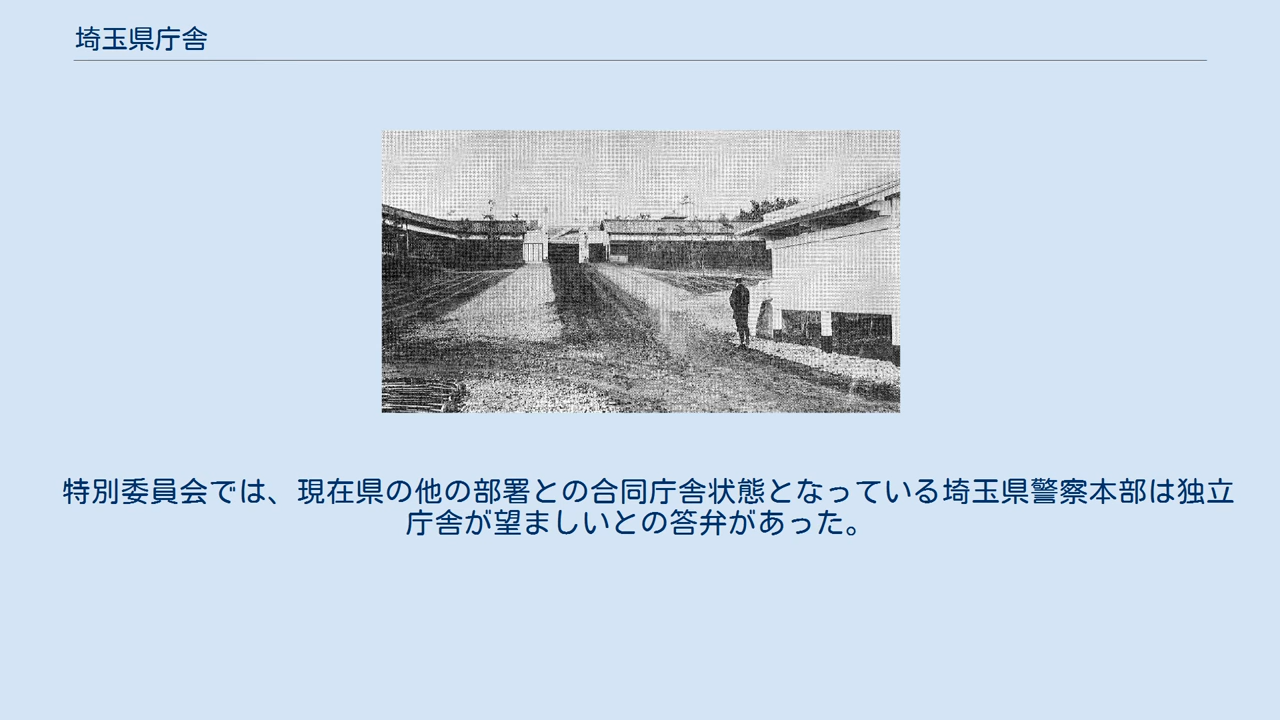 埼玉県庁舎
特別委員会では、現在県の他の部署との合同庁舎状態となっている埼玉県警察本部は独立
庁舎が望ましいとの答弁があった。